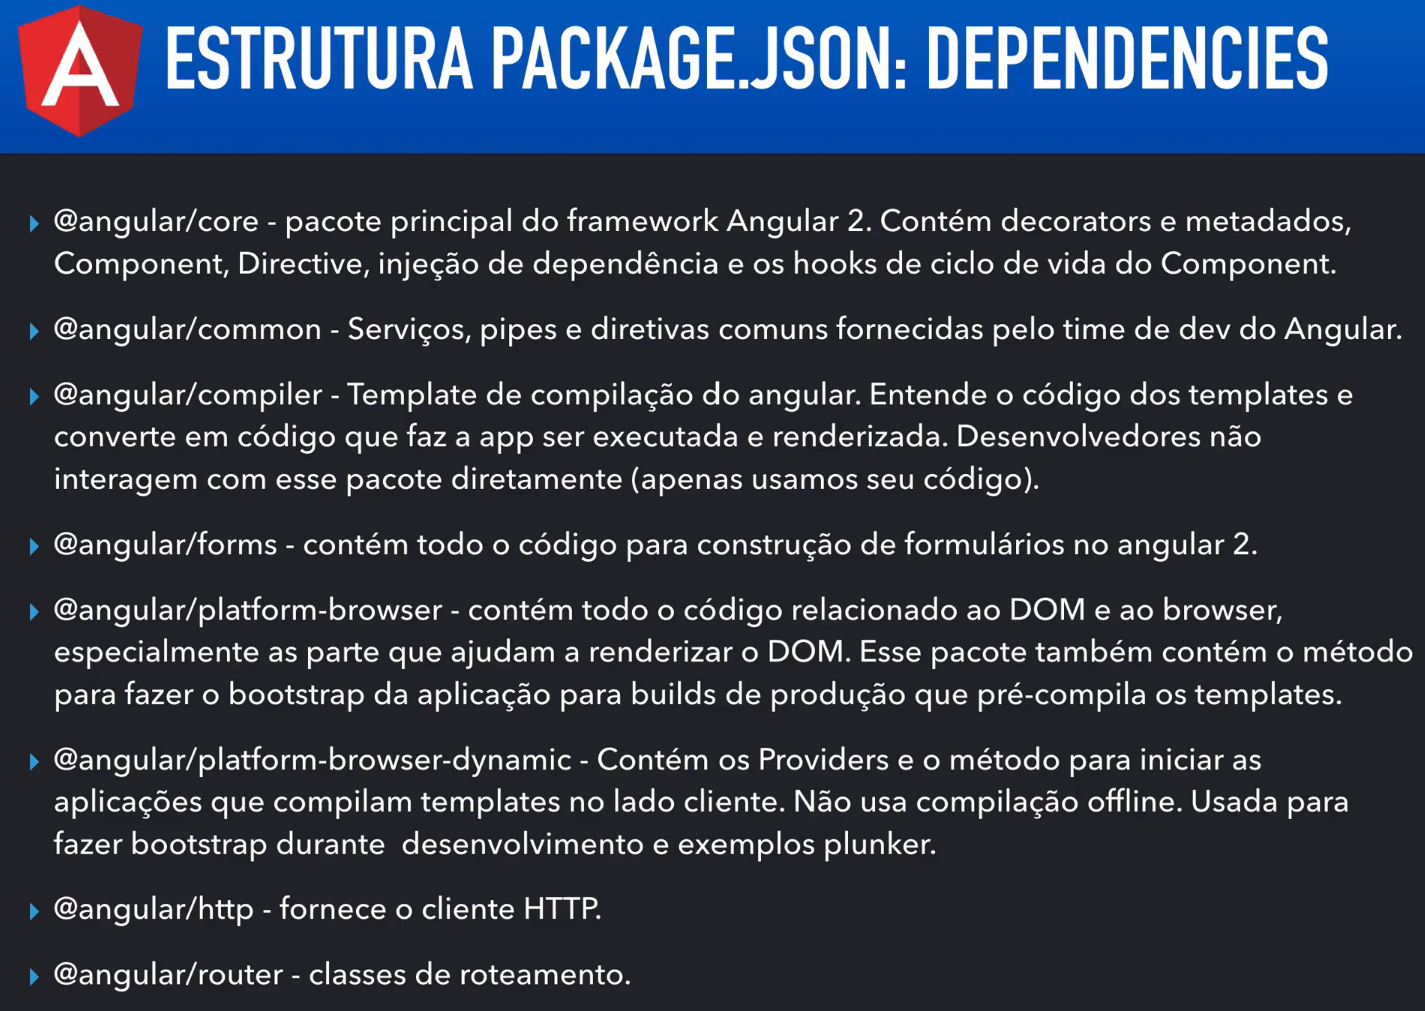 ESTRUTURA PACKAGE.JSON: DEPENDENCIES
@angular/core - pacote principal do framework Angular 2. Contém decorators e metadados,
Component, Directive, injeção de dependência e os hooks de ciclo de vida do Component.
@angular/common - Serviços, pipes e diretivas comuns fornecidas pelo time de dev do Angular.
@angular/compiler - Template de compilação do angular. Entende o código dos templates e
converte em código que faz a app ser executada e renderizada. Desenvolvedores não
interagem com esse pacote diretamente (apenas usamos seu código).
@angular/forms - contém todo o código para construção de formulários no angular 2.
@angular/platform-browser - contém todo o código relacionado ao DOM e ao browser,
especialmente as parte que ajudam a renderizar o DOM. Esse pacote também contém o método
para fazer o bootstrap da aplicação para builds de produção que pré-compila os templates.
@angular/platform-browser-dynamic - Contém os Providers e o método para iniciar as
aplicações que compilam templates no lado cliente. Não usa compilação offline. Usada para
fazer bootstrap durante  desenvolvimento e exemplos plunker.
@angular/http - fornece o cliente HTTP.
@angular/router - classes de roteamento.